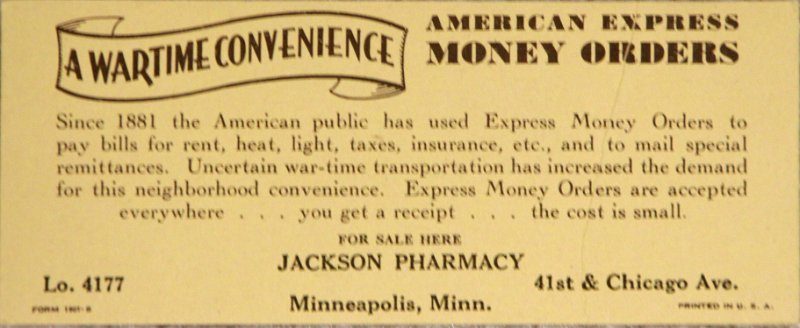 A WARTIME CONVENIENCE
AMERICAN EXPRESS
MONEY ORDERS
Since 1881 the American public has used Express Money Orders to
pay bills for rent, heat, light, taxes, insurance, etc., and to mail special
remittances. Uncertain war-time transportation has increased the demand
for this neighborhood convenience. Express Money Orders are accepted
everywhere . . . you get a receipt . . . the cost is small.
FOR SALE HERE
JACKSON PHARMACY
Lo. 4177
41st & Chicago Ave.
Minneapolis, Minn.
PRINTED IN U. S. A.